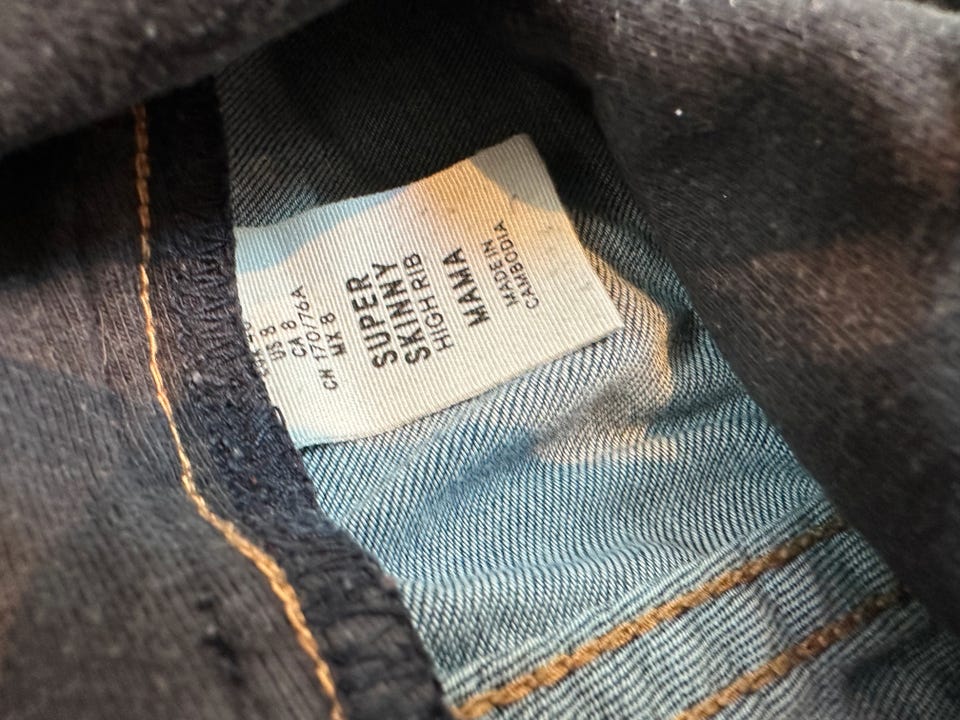 US 8
CA 8
CH 170/76A
MX 8
SUPER
SKINNY
HIGH RIB
MAMA
MADE IN
CAMBODIA